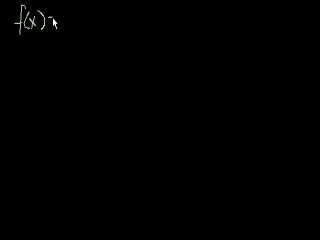 f(x) =